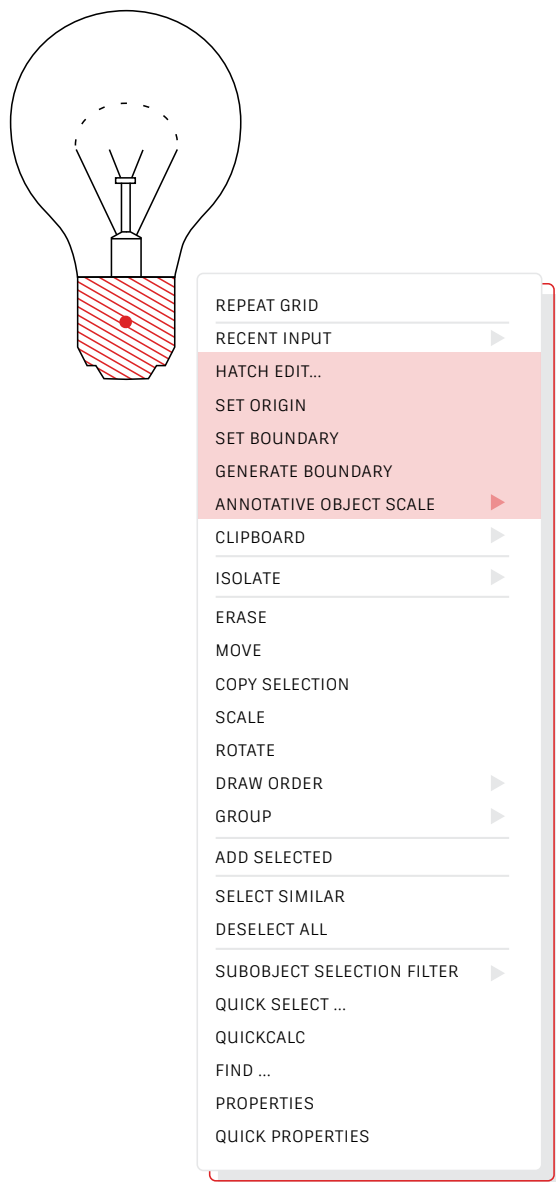 REPEAT GRID
RECENT INPUT
HATCH EDIT...
SET ORIGIN
SET BOUNDARY
GENERATE BOUNDARY
ANNOTATIVE OBJECT SCALE
CLIPBOARD
ISOLATE
ERASE
MOVE
COPY SELECTION
SCALE
ROTATE
DRAW ORDER
GROUP
ADD SELECTED
SELECT SIMILAR
DESELECT ALL
SUBOBJECT SELECTION FILTER
QUICK SELECT ...
QUICKCALC
FIND ...
PROPERTIES
QUICK PROPERTIES